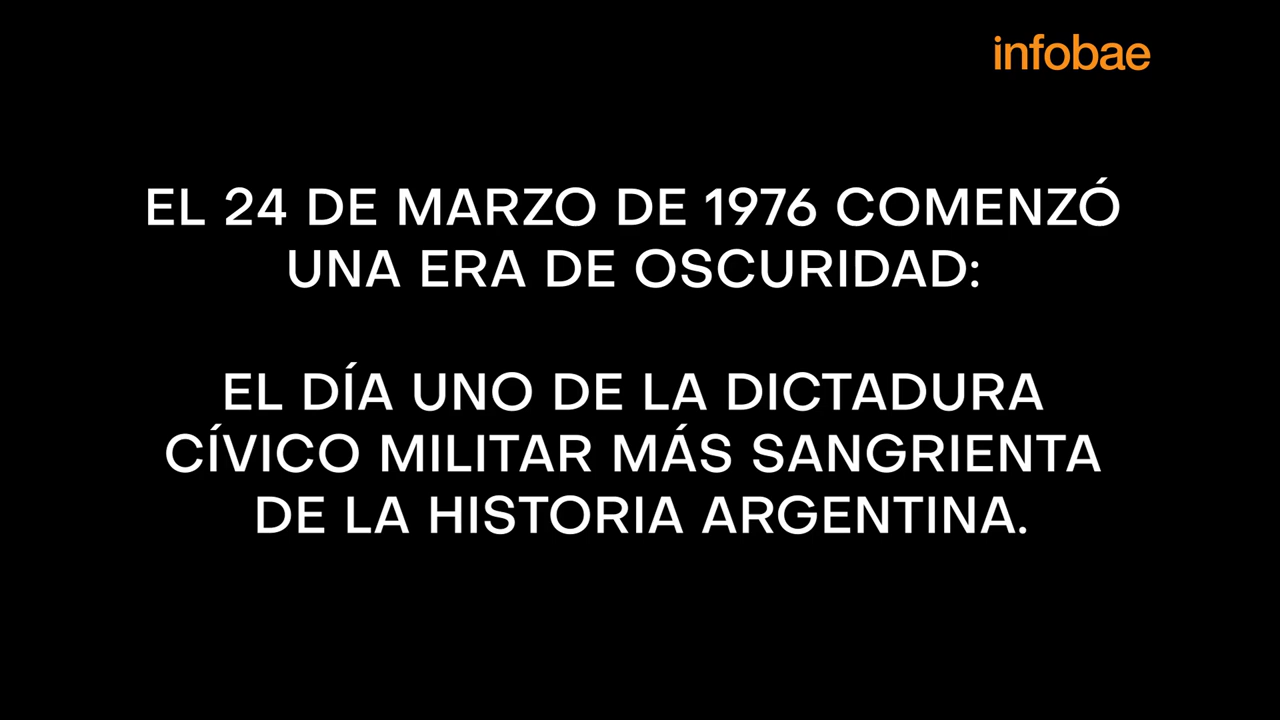 infobae
EL 24 DE MARZO DE 1976 COMENZÓ
UNA ERA DE OSCURIDAD:
EL DÍA UNO DE LA DICTADURA
CÍVICO MILITAR MÁS SANGRIENTA
DE LA HISTORIA ARGENTINA.